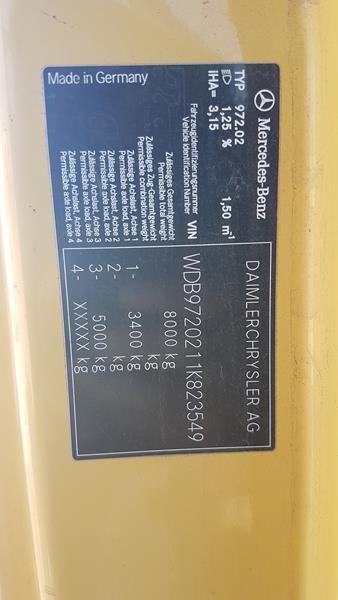 Mercedes-Benz
DAIMLERCHRYSLER AG
TYP 972.02
1,25 % 1,50 m⁻¹
IHA= 3,15
Fahrzeugidentifizierungsnummer
Vehicle Identification Number VIN WDB9720211K823549
Zulässiges Gesamtgewicht
Permissible total weight 8000 kg
Zulässiges Zug-Gesamtgewicht
Permissible combination weight kg
Zulässige Achslast, Achse 1
Permissible axle load, axle 1 1- 3400 kg
Zulässige Achslast, Achse 2
Permissible axle load, axle 2 2- kg
Zulässige Achslast, Achse 3
Permissible axle load, axle 3 3- 5000 kg
Zulässige Achslast, Achse 4
Permissible axle load, axle 4 4- XXXXX kg
Made in Germany